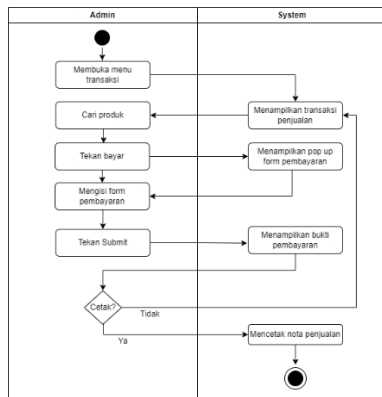 Admin
System
Membuka menu
transaksi
Cari produk
Menampilkan transaksi
penjualan
Tekan bayar
Menampilkan pop up
form pembayaran
Mengisi form
pembayaran
Tekan Submit
Menampilkan bukti
pembayaran
Cetak?
Tidak
Ya
Mencetak nota penjualan